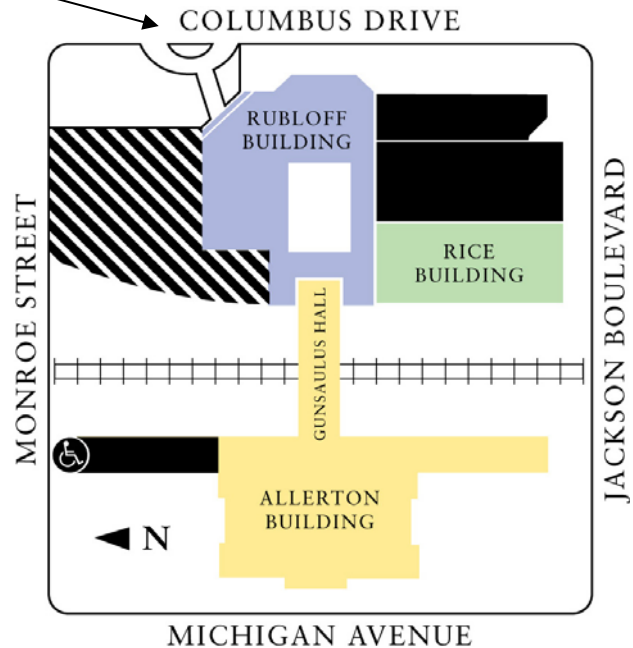 COLUMBUS DRIVE
RUBLOFF
BUILDING
MONROE STREET
JACKSON BOULEVARD
RICE
BUILDING
GUNSAULUS HALL
ALLERTON
BUILDING
N
MICHIGAN AVENUE